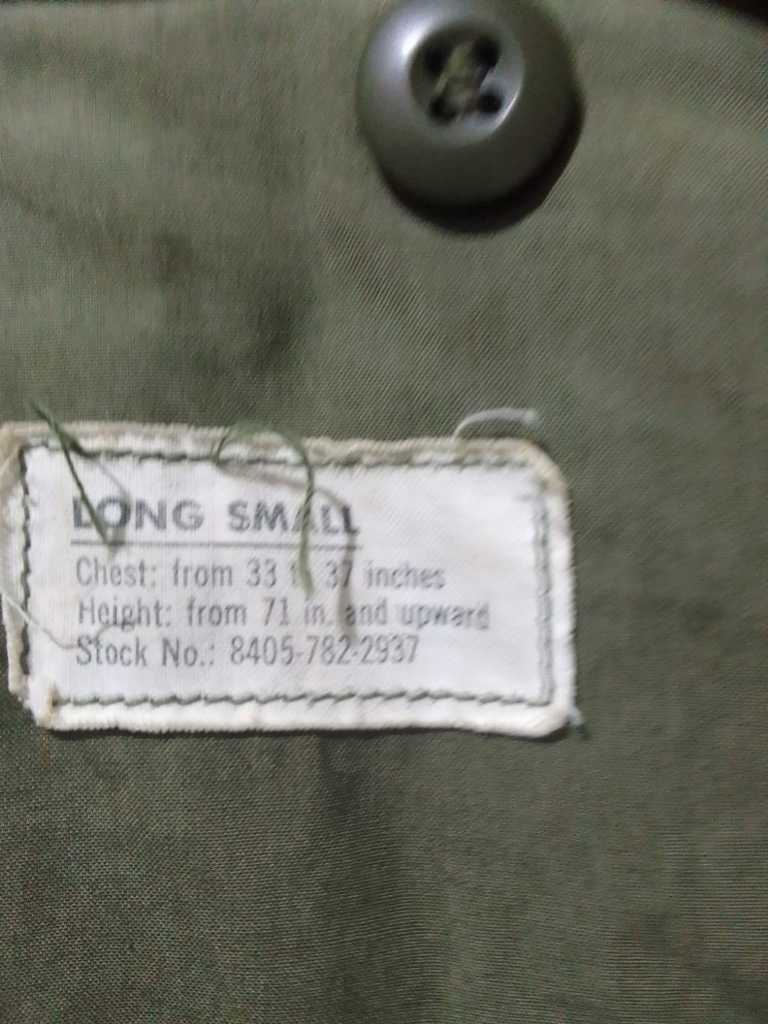 LONG SMALL
Chest: from 33 to 37 inches
Height: from 71 in. and upward
Stock No.: 8405-782-2937